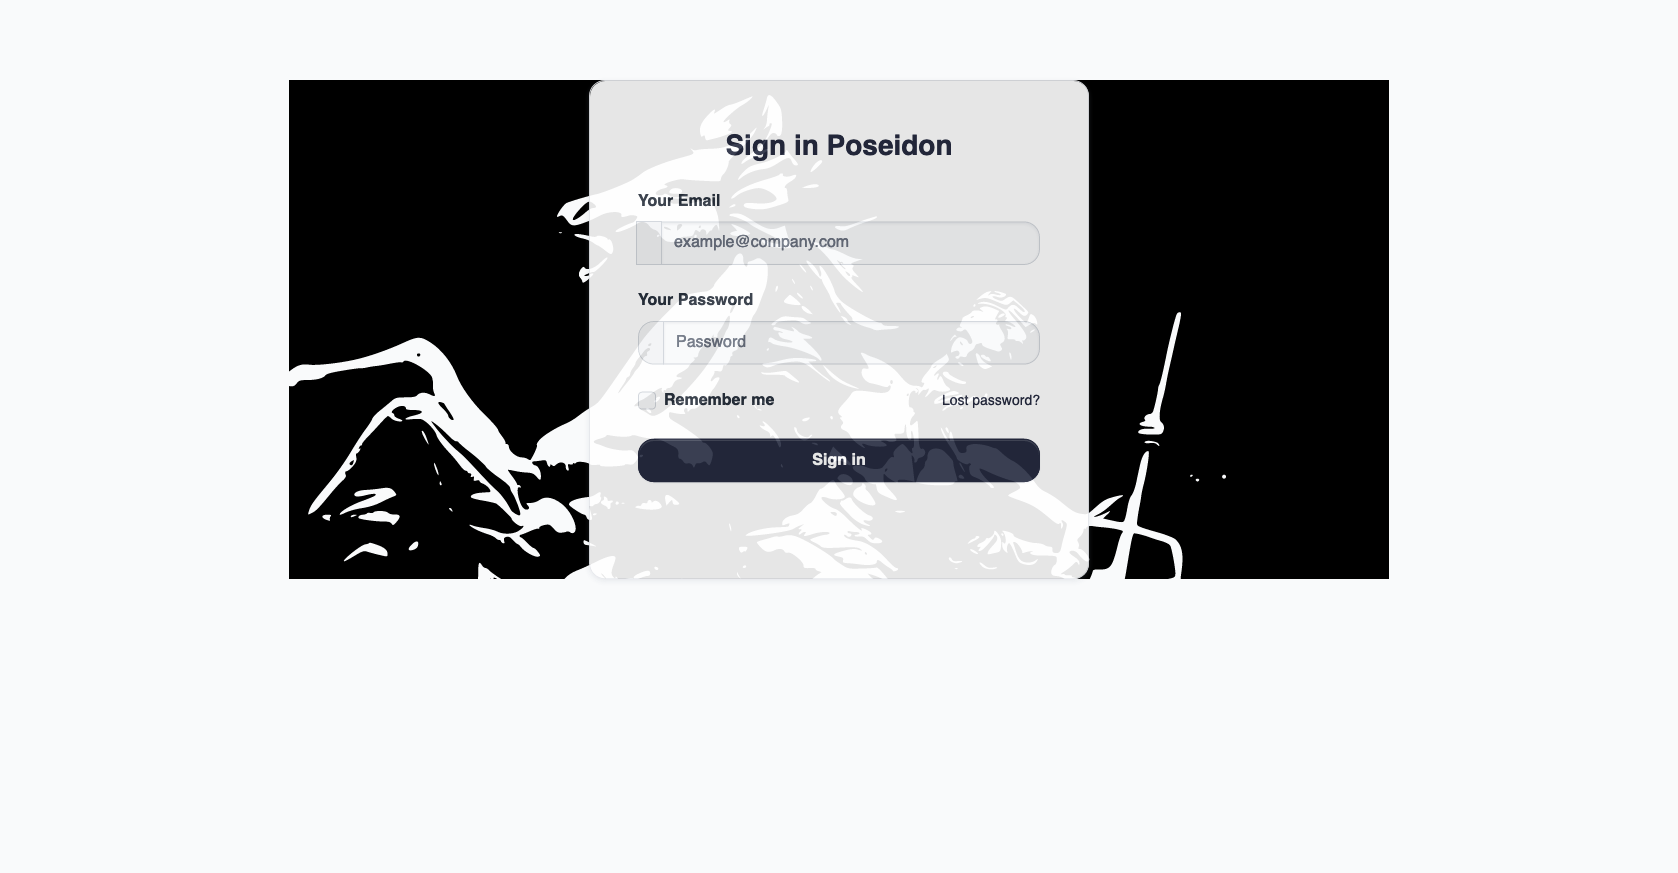 Sign in Poseidon
Your Email
example@company.com
Your Password
Password
Remember me
Lost password?
Sign in